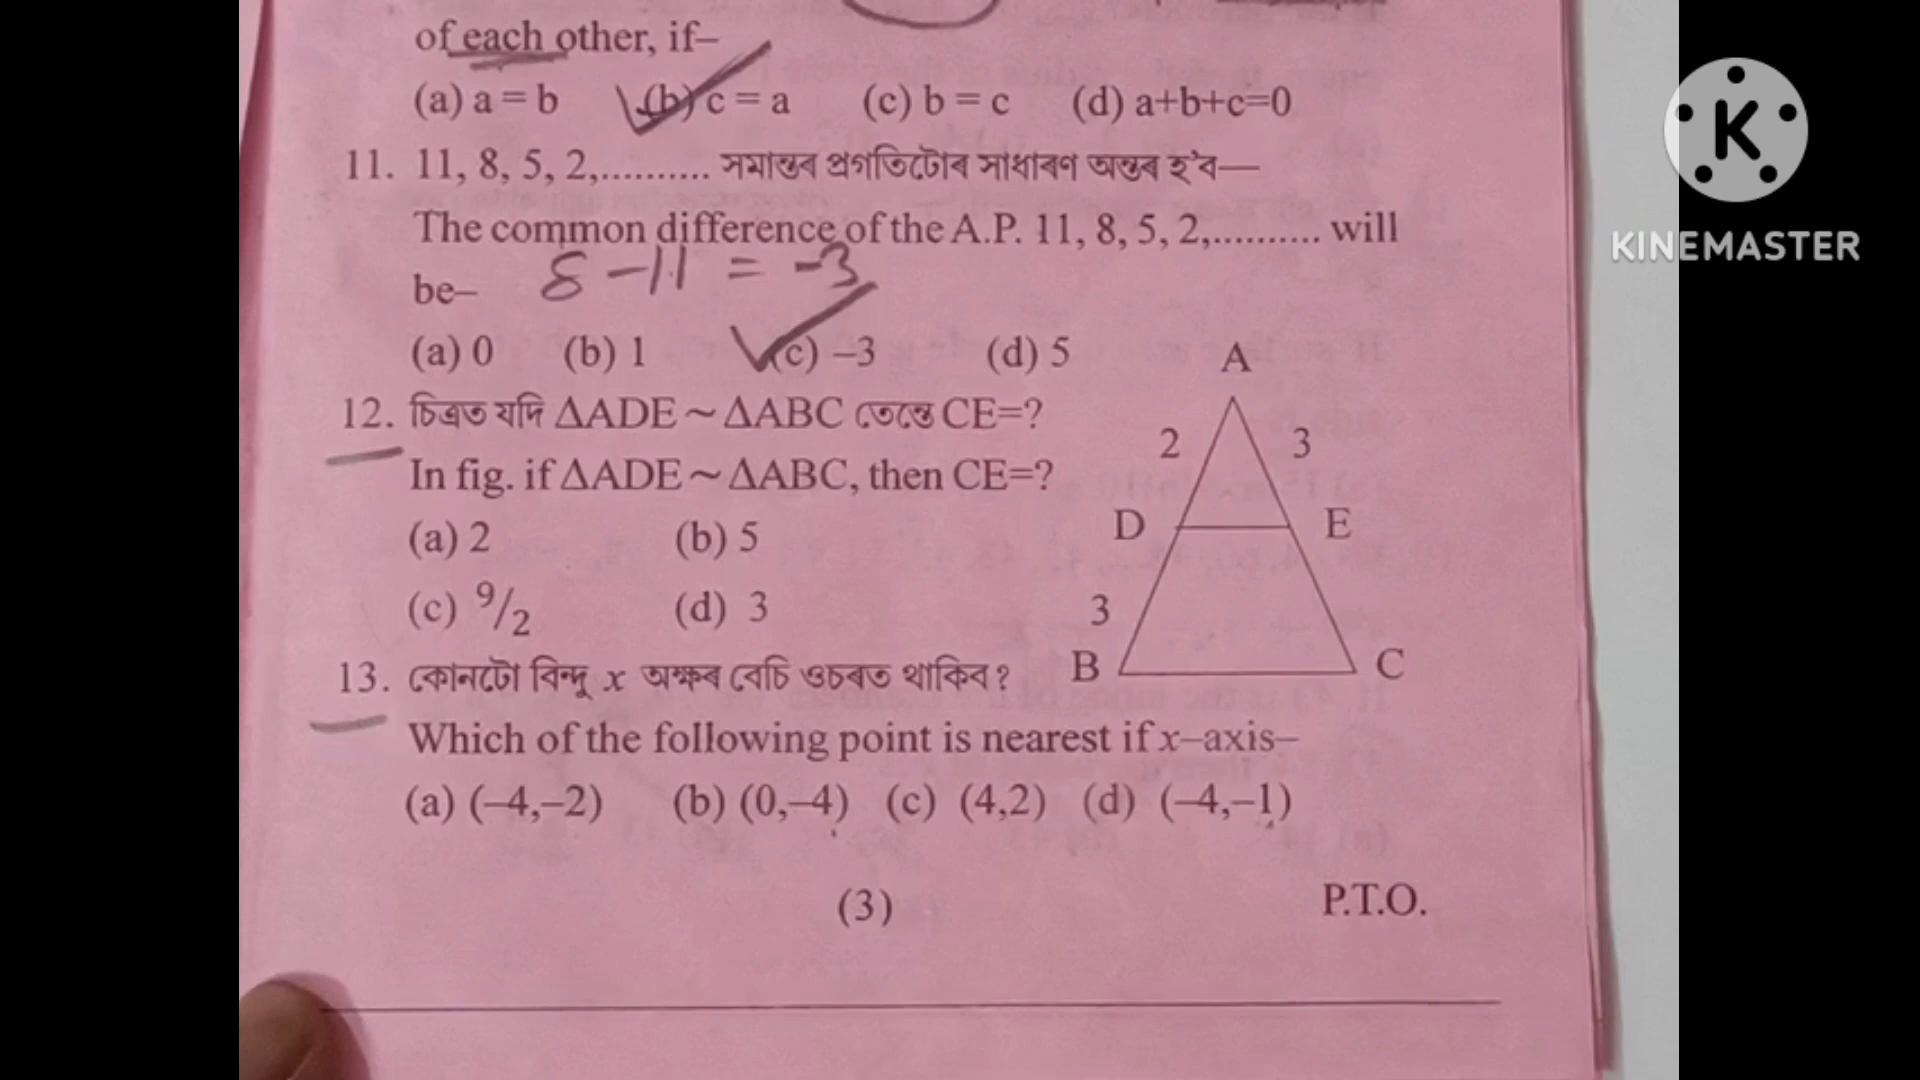 of each other, if–
(a) a = b (b) c = a (c) b = c (d) a+b+c=0
11. 11, 8, 5, 2,.......... সমান্তৰ প্ৰগতিটোৰ সাধাৰণ অন্তৰ হ'ব—
The common difference of the A.P. 11, 8, 5, 2,.......... will
be– 8 – 11 = –3
(a) 0 (b) 1 (c) –3 (d) 5
12. চিত্ৰত যদি ΔADE ~ ΔABC তেন্তে CE=?
In fig. if ΔADE ~ ΔABC, then CE=?
(a) 2 (b) 5
(c) 9/2 (d) 3
A
2 3
D E
3
B C
13. কোনটো বিন্দু x অক্ষৰ বেচি ওচৰত থাকিব?
Which of the following point is nearest if x–axis–
(a) (–4,–2) (b) (0,–4) (c) (4,2) (d) (–4,–1)
(3) P.T.O.
K
KINEMASTER